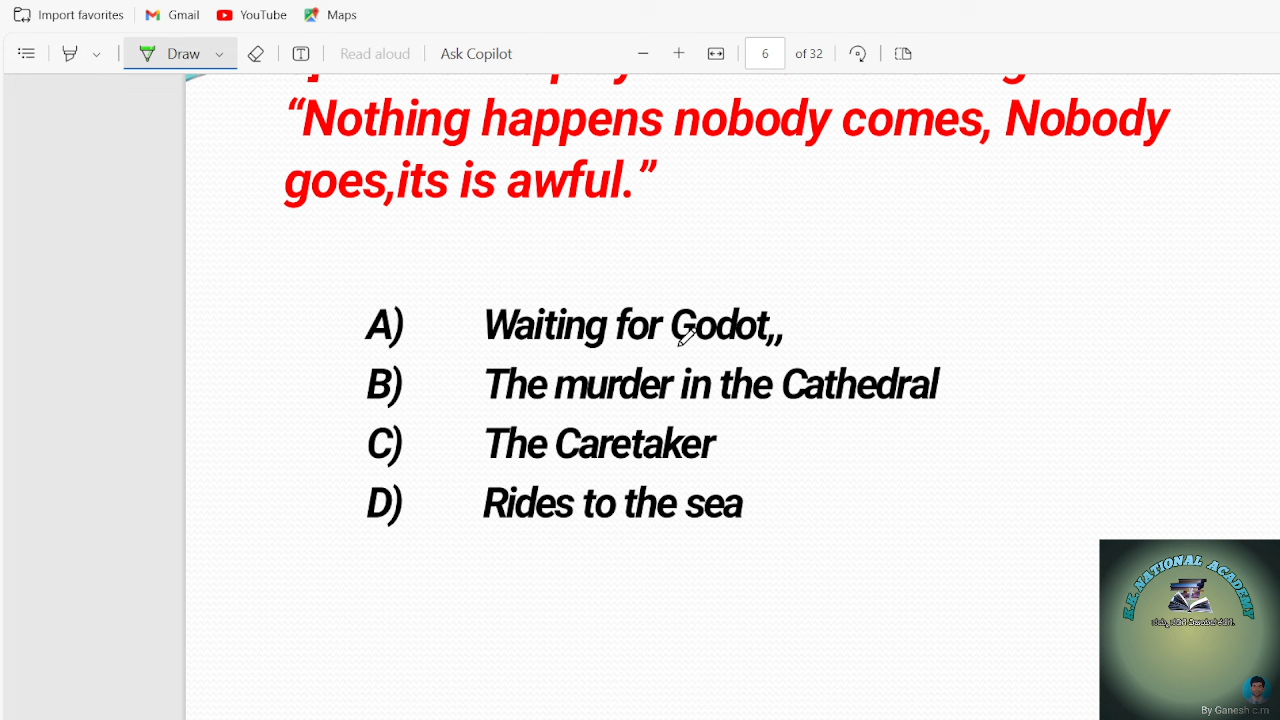 Import favorites Gmail YouTube Maps
Draw Read aloud Ask Copilot 6 of 32
“Nothing happens nobody comes, Nobody
goes,its is awful.”
A) Waiting for Godot,,
B) The murder in the Cathedral
C) The Caretaker
D) Rides to the sea
K.K. NATIONAL ACADEMY
By Ganesh c.m